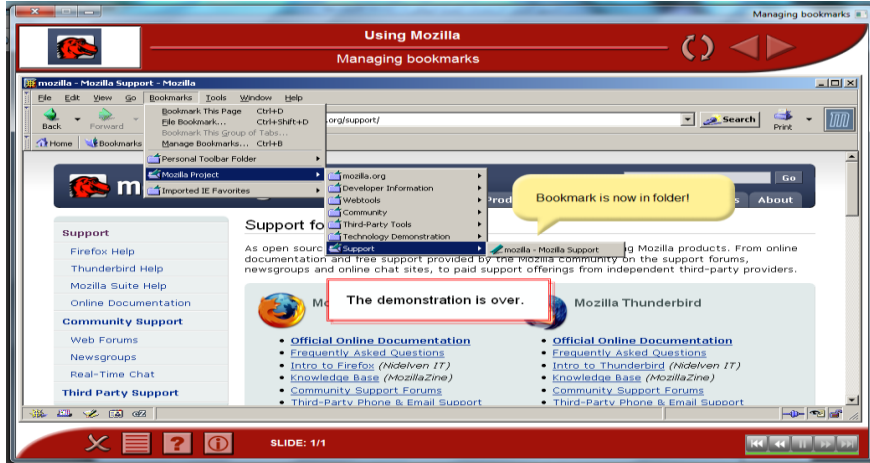 Managing bookmarks
Using Mozilla
Managing bookmarks
mozilla - Mozilla Support - Mozilla
File Edit View Go Bookmarks Tools Window Help
Back Forward
.org/support/
Search
Print
Home Bookmarks
Bookmark This Page Ctrl+D
File Bookmark... Ctrl+Shift+D
Bookmark This Group of Tabs...
Manage Bookmarks... Ctrl+B
Personal Toolbar Folder
Mozilla Project
Imported IE Favorites
mozilla.org
Developer Information
Webtools
Community
Third-Party Tools
Technology Demonstration
Support
mozilla - Mozilla Support
m
Go
Prod
s About
Bookmark is now in folder!
Support
Firefox Help
Thunderbird Help
Mozilla Suite Help
Online Documentation
Community Support
Web Forums
Newsgroups
Real-Time Chat
Third Party Support
Support fo
As open sourc
g Mozilla products. From online
documentation and free support provided by the Mozilla community on the support forums,
newsgroups and online chat sites, to paid support offerings from independent third-party providers.
The demonstration is over.
Mo
Official Online Documentation
Frequently Asked Questions
Intro to Firefox (Nidelven IT)
Knowledge Base (MozillaZine)
Community Support Forums
Third-Party Phone & Email Support
Mozilla Thunderbird
Official Online Documentation
Frequently Asked Questions
Intro to Thunderbird (Nidelven IT)
Knowledge Base (MozillaZine)
Community Support Forums
Third-Party Phone & Email Support
SLIDE: 1/1